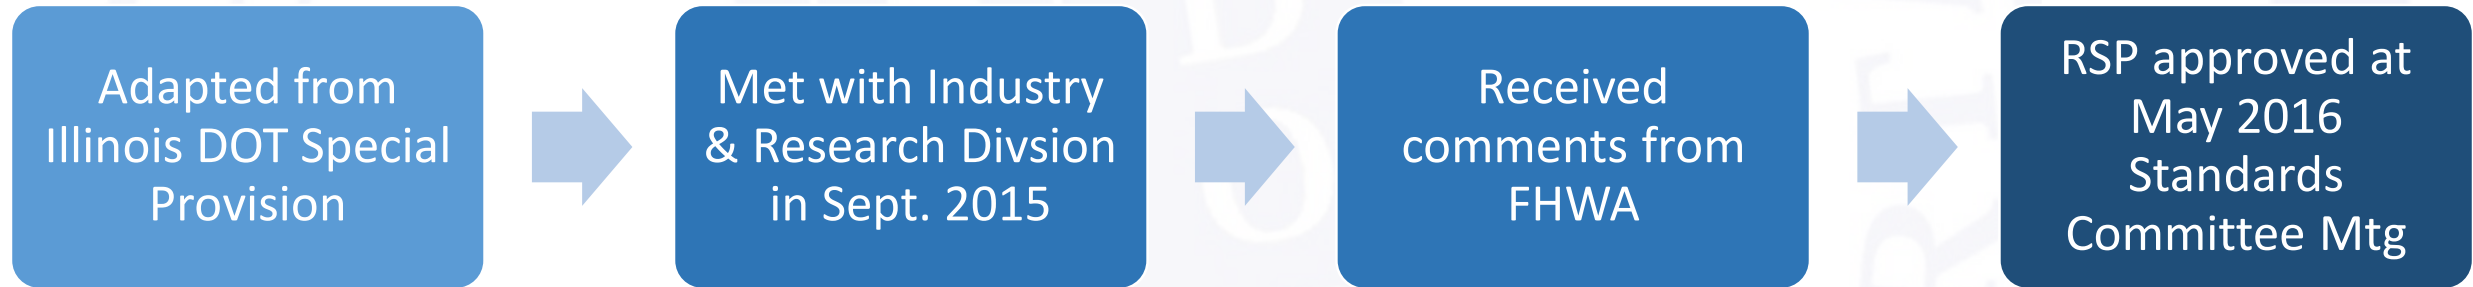 Adapted from
Illinois DOT Special
Provision
Met with Industry
& Research Divsion
in Sept. 2015
Received
comments from
FHWA
RSP approved at
May 2016
Standards
Committee Mtg